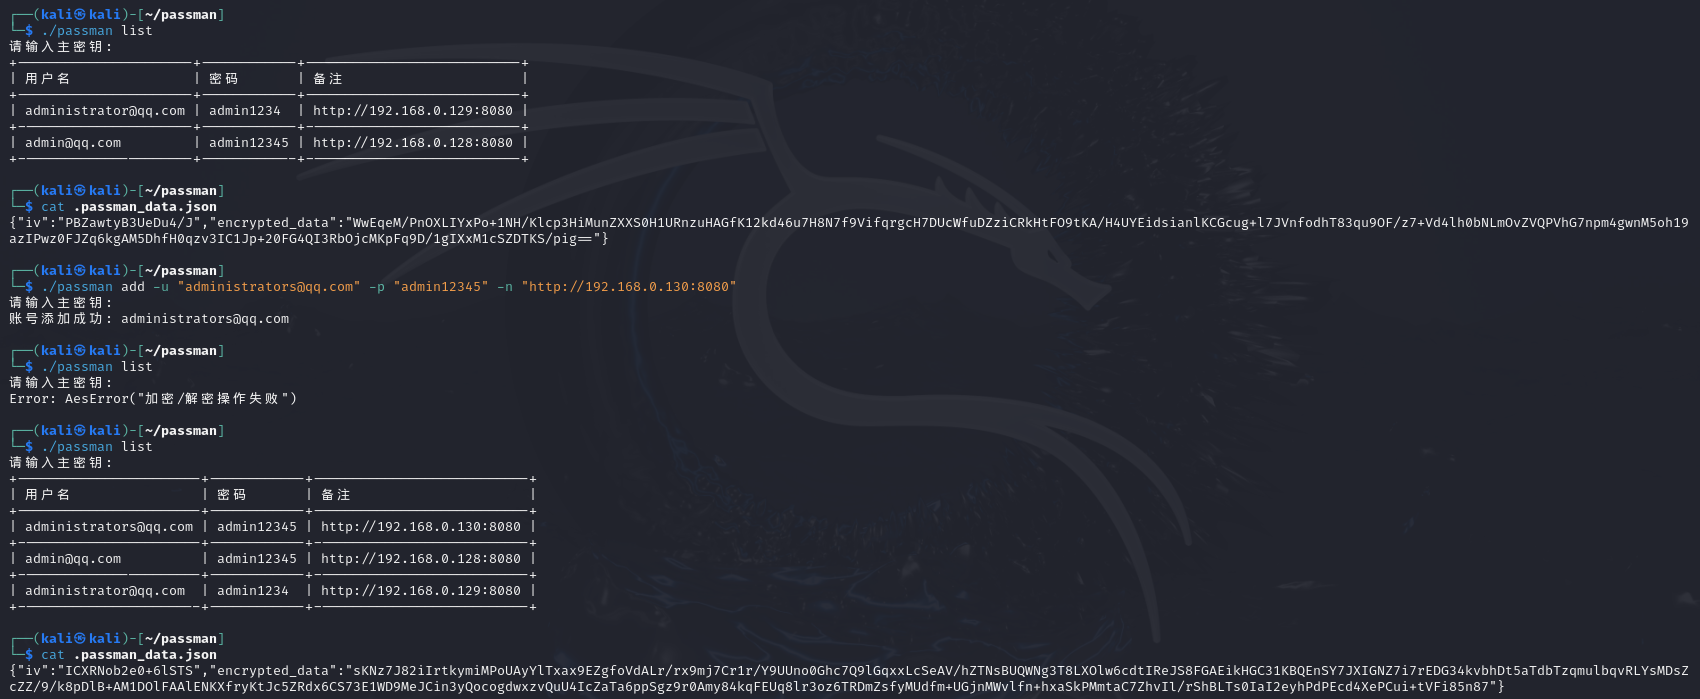 ┌──(kali㉿kali)-[~/passman]
└─$ ./passman list
请输入主密钥:
+----------------------+------------+---------------------------+
| 用户名 | 密码 | 备注 |
+----------------------+------------+---------------------------+
| administrator@qq.com | admin1234 | http://192.168.0.129:8080 |
+----------------------+------------+---------------------------+
| admin@qq.com | admin12345 | http://192.168.0.128:8080 |
+----------------------+------------+---------------------------+
┌──(kali㉿kali)-[~/passman]
└─$ cat .passman_data.json
{"iv":"PBZawtyB3UeDu4/J","encrypted_data":"WwEqeM/PnOXLIYxPo+1NH/Klcp3HiMunZXXS0H1URnzuHAGfK12kd46u7H8N7f9VifqrgcH7DUcWfuDZziCRkHtFO9tKA/H4UYEidsianlKCGcug+l7JVnfodhT83qu9OF/z7+Vd4lh0bNLmOvZVQPVhG7npm4gwnM5oh19
azIPwz0FJZq6kgAM5DhfH0qzv3IC1Jp+20FG4QI3RbOjcMKpFq9D/1gIXxM1cSZDTKS/pig=="}
┌──(kali㉿kali)-[~/passman]
└─$ ./passman add -u "administrators@qq.com" -p "admin12345" -n "http://192.168.0.130:8080"
请输入主密钥:
账号添加成功: administrators@qq.com
┌──(kali㉿kali)-[~/passman]
└─$ ./passman list
请输入主密钥:
Error: AesError("加密/解密操作失败")
┌──(kali㉿kali)-[~/passman]
└─$ ./passman list
请输入主密钥:
+-----------------------+------------+---------------------------+
| 用户名 | 密码 | 备注 |
+-----------------------+------------+---------------------------+
| administrators@qq.com | admin12345 | http://192.168.0.130:8080 |
+-----------------------+------------+---------------------------+
| admin@qq.com | admin12345 | http://192.168.0.128:8080 |
+-----------------------+------------+---------------------------+
| administrator@qq.com | admin1234 | http://192.168.0.129:8080 |
+-----------------------+------------+---------------------------+
┌──(kali㉿kali)-[~/passman]
└─$ cat .passman_data.json
{"iv":"ICXRNob2e0+6lSTS","encrypted_data":"sKNz7J82iIrtkymiMPoUAyYlTxax9EZgfoVdALr/rx9mj7Cr1r/Y9UUno0Ghc7Q9lGqxxLcSeAV/hZTNsBUQWNg3T8LXOlw6cdtIReJS8FGAEikHGC31KBQEnSY7JXIGNZ7i7rEDG34kvbhDt5aTdbTzqmulbqvRLYsMDsZ
cZZ/9/k8pDlB+AM1DOlFAAlENKXfryKtJc5ZRdx6CS73E1WD9MeJCin3yQocogdwxzvQuU4IcZaTa6ppSgz9r0Amy84kqFEUq8lr3oz6TRDmZsfyMUdfm+UGjnMWvlfn+hxaSkPMmtaC7ZhvIl/rShBLTs0IaI2eyhPdPEcd4XePCui+tVFi85n87"}